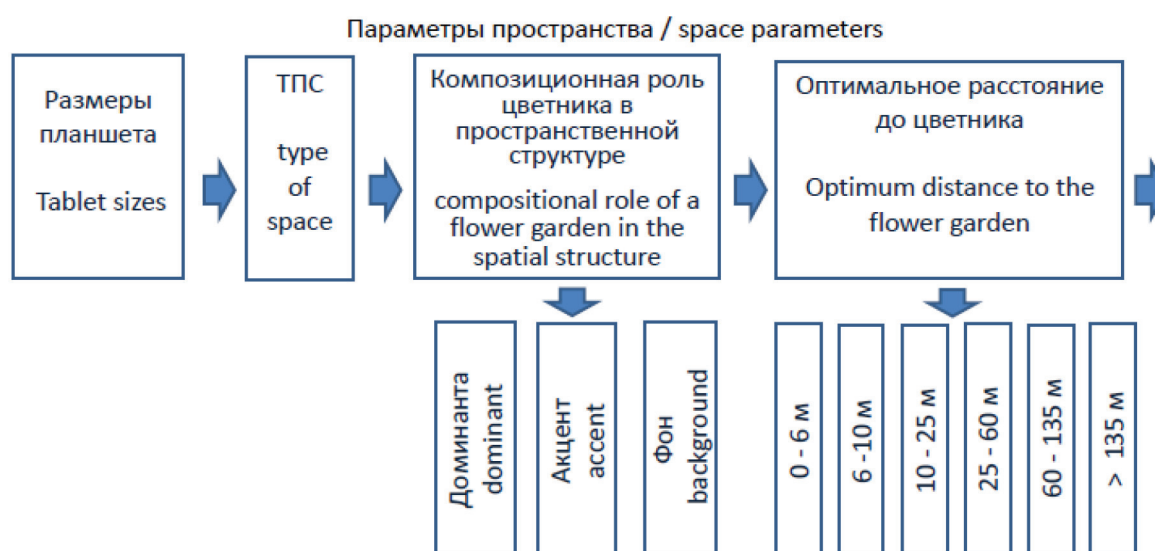 Параметры пространства / space parameters
Размеры
планшета
Tablet sizes
ТПС
type
of
space
Композиционная роль
цветника в
пространственной
структуре
compositional role of a
flower garden in the
spatial structure
Оптимальное расстояние
до цветника
Optimum distance to the
flower garden
Доминанта
dominant
Акцент
accent
Фон
background
0 - 6 м
6 -10 м
10 - 25 м
25 - 60 м
60 - 135 м
> 135 м